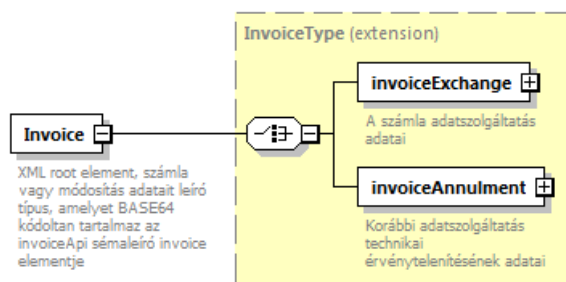 InvoiceType (extension)
invoiceExchange
A számla adatszolgáltatás
adatai
Invoice
XML root element, számla
vagy módosítás adatait leíró
típus, amelyet BASE64
kódoltan tartalmaz az
invoiceApi sémaleíró invoice
elementje
invoiceAnnulment
Korábbi adatszolgáltatás
technikai
érvénytelenítésének adatai